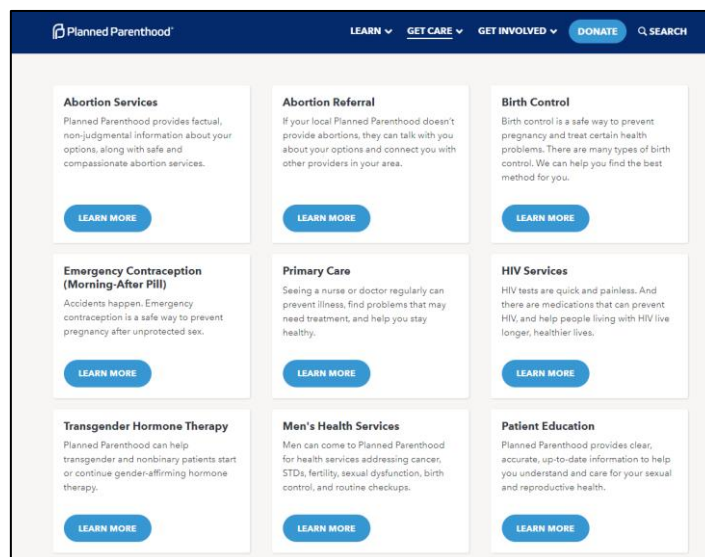 Planned Parenthood®
LEARN
GET CARE
GET INVOLVED
DONATE
SEARCH
Abortion Services
Planned Parenthood provides factual,
non-judgmental information about your
options, along with safe and
compassionate abortion services.
LEARN MORE
Abortion Referral
If your local Planned Parenthood doesn't
provide abortions, they can talk with you
about your options and connect you with
other providers in your area.
LEARN MORE
Birth Control
Birth control is a safe way to prevent
pregnancy and treat certain health
problems. There are many types of birth
control. We can help you find the best
method for you.
LEARN MORE
Emergency Contraception
(Morning-After Pill)
Accidents happen. Emergency
contraception is a safe way to prevent
pregnancy after unprotected sex.
LEARN MORE
Primary Care
Seeing a nurse or doctor regularly can
prevent illness, find problems that may
need treatment, and help you stay
healthy.
LEARN MORE
HIV Services
HIV tests are quick and painless. And
there are medications that can prevent
HIV, and help people living with HIV live
longer, healthier lives.
LEARN MORE
Transgender Hormone Therapy
Planned Parenthood can help
transgender and nonbinary patients start
or continue gender-affirming hormone
therapy.
LEARN MORE
Men's Health Services
Men can come to Planned Parenthood
for health services addressing cancer,
STDs, fertility, sexual dysfunction, birth
control, and routine checkups.
LEARN MORE
Patient Education
Planned Parenthood provides clear,
accurate, up-to-date information to help
you understand and care for your sexual
and reproductive health.
LEARN MORE